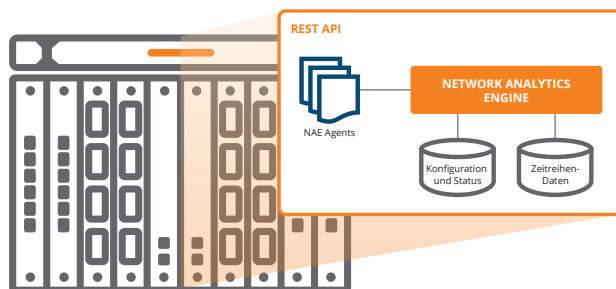 REST API
NETWORK ANALYTICS
ENGINE
NAE Agents
Konfiguration
und Status
Zeitreihen-
Daten